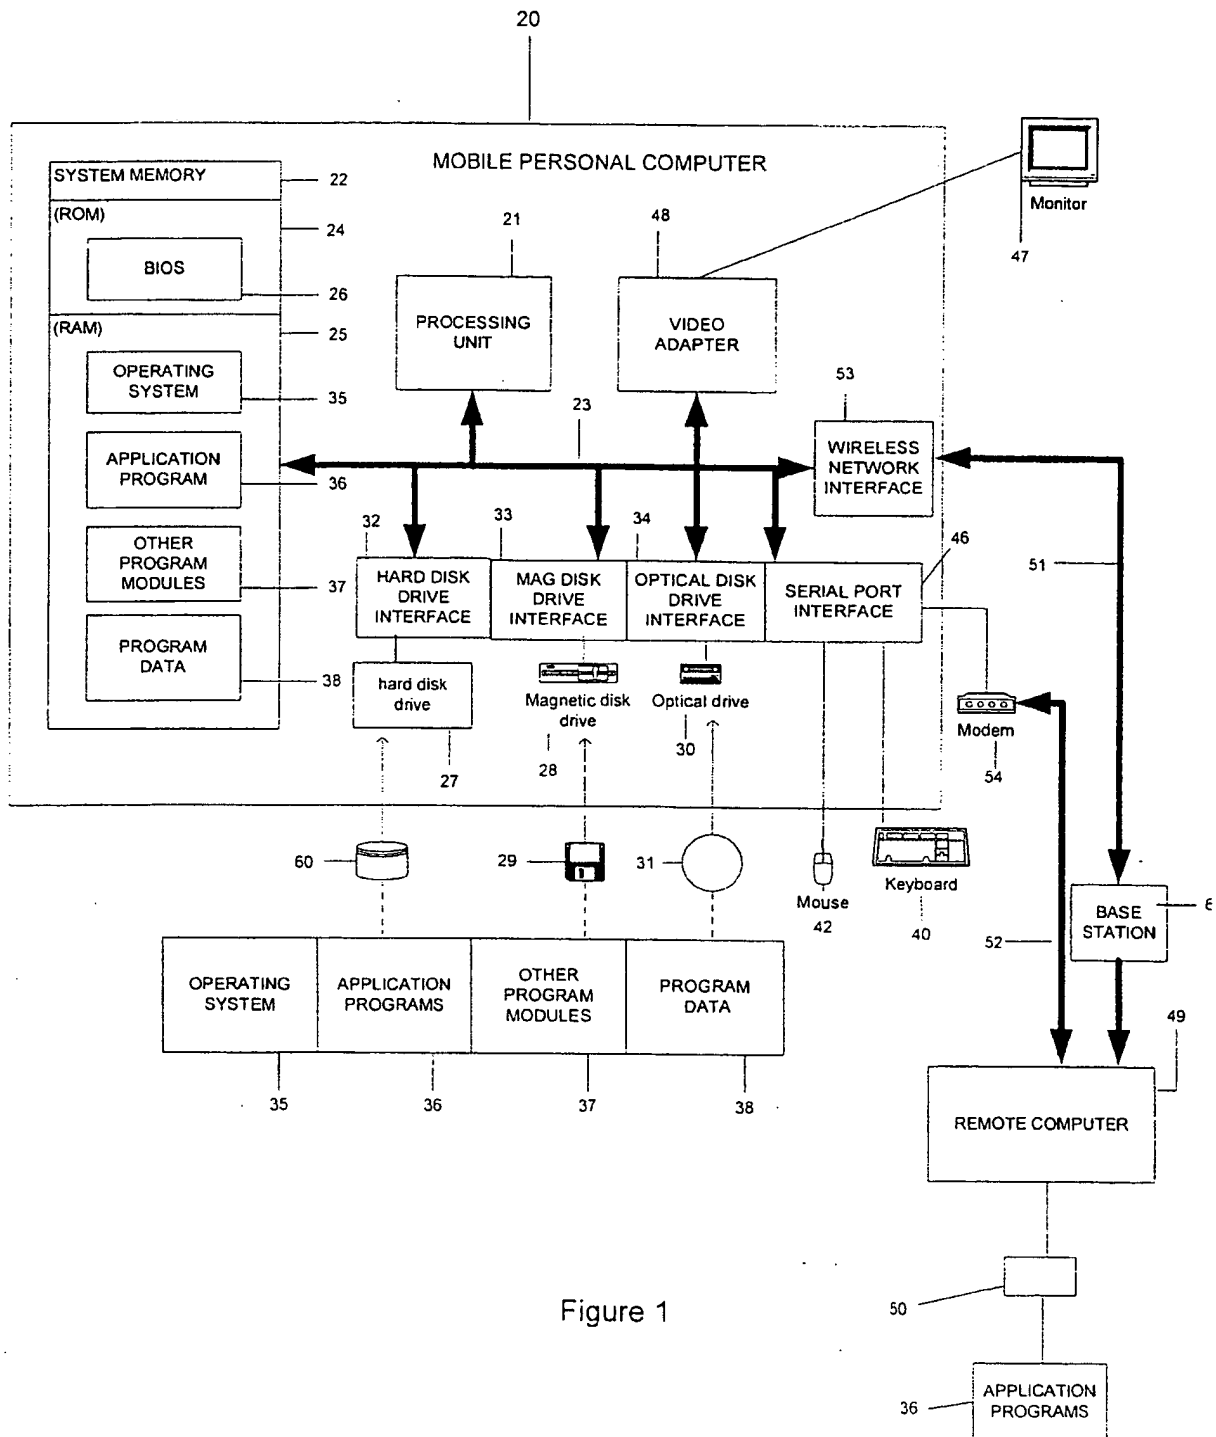 20
MOBILE PERSONAL COMPUTER
SYSTEM MEMORY
22
(ROM)
24
BIOS
26
(RAM)
25
OPERATING
SYSTEM
35
APPLICATION
PROGRAM
36
OTHER
PROGRAM
MODULES
37
PROGRAM
DATA
38
21
PROCESSING
UNIT
48
VIDEO
ADAPTER
Monitor
47
23
53
WIRELESS
NETWORK
INTERFACE
32
HARD DISK
DRIVE
INTERFACE
33
MAG DISK
DRIVE
INTERFACE
34
OPTICAL DISK
DRIVE
INTERFACE
46
SERIAL PORT
INTERFACE
51
hard disk
drive
27
Magnetic disk
drive
28
Optical drive
30
Modem
54
60
29
31
Mouse
42
Keyboard
40
52
BASE
STATION
OPERATING
SYSTEM
APPLICATION
PROGRAMS
OTHER
PROGRAM
MODULES
PROGRAM
DATA
35
36
37
38
49
REMOTE COMPUTER
50
Figure 1
36
APPLICATION
PROGRAMS